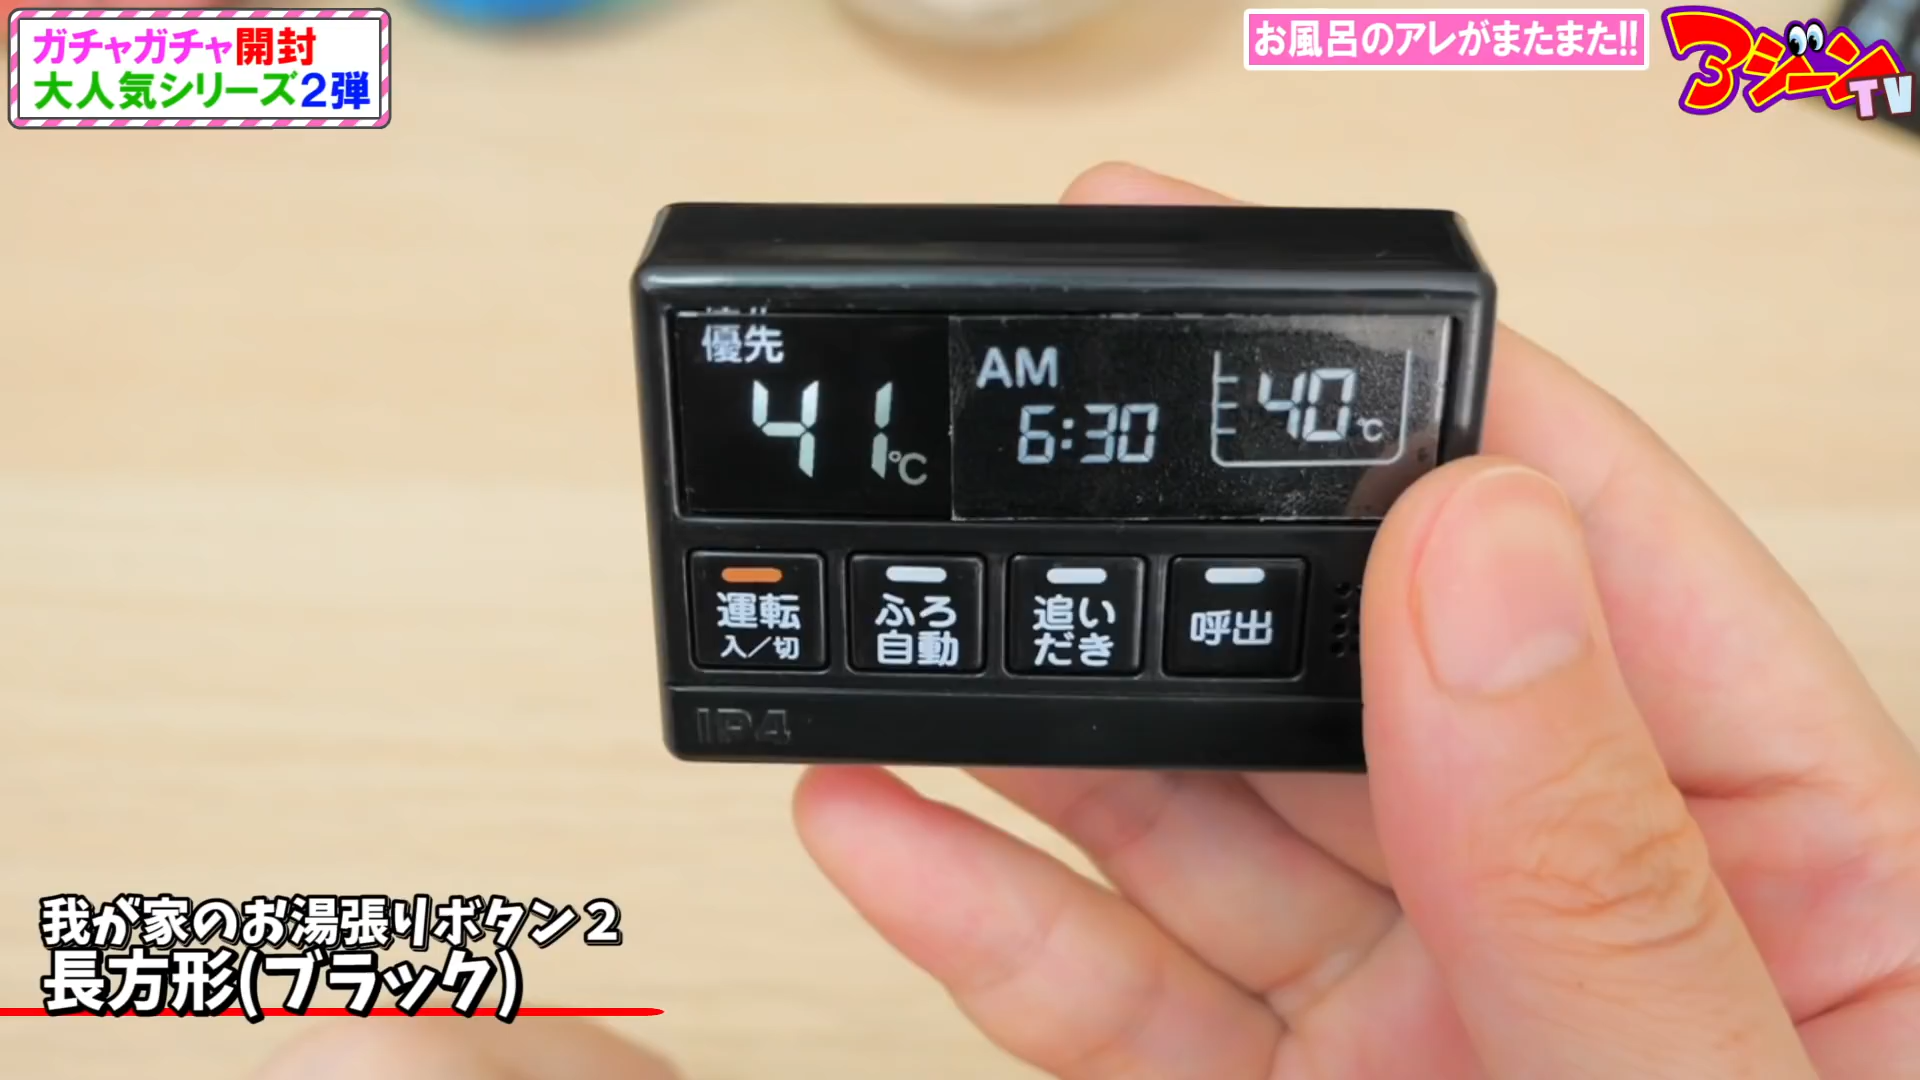 ガチャガチャ開封
大人気シリーズ2弾
お風呂のアレがまたまた!!
アジーンTV
優先
41℃
AM
6:30
40℃
運転
入/切
ふろ
自動
追い
だき
呼出
IP4
我が家のお湯張りボタン2
長方形(ブラック)